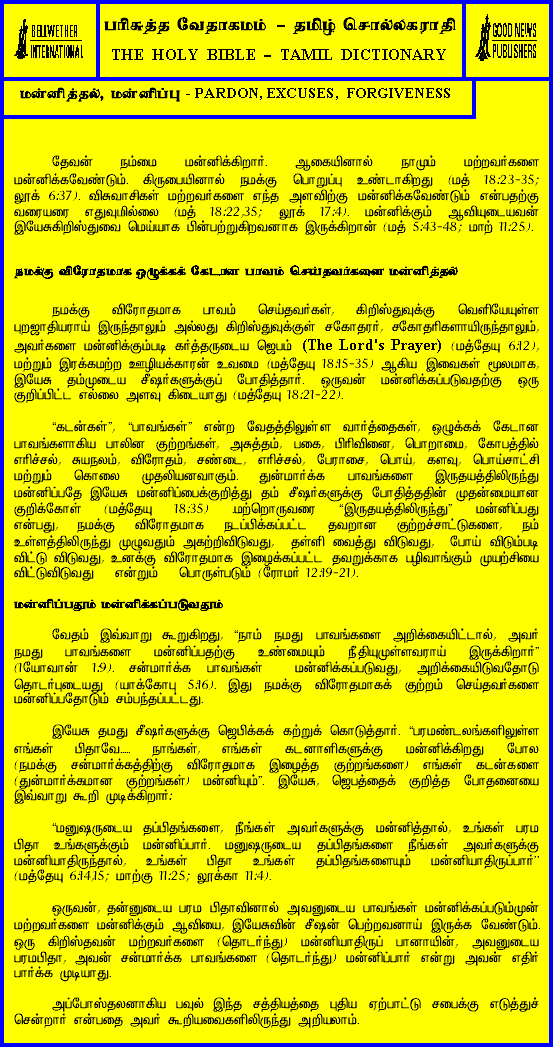 BELLWETHER
INTERNATIONAL
பரிசுத்த வேதாகமம் – தமிழ் சொல்லகராதி
THE HOLY BIBLE – TAMIL DICTIONARY
GOOD NEWS
PUBLISHERS
மன்னித்தல், மன்னிப்பு - PARDON, EXCUSES, FORGIVENESS
தேவன் நம்மை மன்னிக்கிறார். ஆகையினால் நாமும் மற்றவர்களை
மன்னிக்கவேண்டும். கிருபையினால் நமக்கு பொறுப்பு உண்டாகிறது (மத் 18:23-35;
லூக் 6:37). விசுவாசிகள் மற்றவர்களை எந்த அளவிற்கு மன்னிக்கவேண்டும் என்பதற்கு
வரையரை எதுவுமில்லை (மத் 18:22,35; லூக் 17:4). மன்னிக்கும் ஆவியுடையவன்
இயேசுகிறிஸ்துவை மெய்யாக பின்பற்றுகிறவனாக இருக்கிறான் (மத் 5:43-48; மாற் 11:25).
நமக்கு விரோதமாக ஒழுக்கக் கேடான பாவம் செய்தவர்களை மன்னித்தல்
நமக்கு விரோதமாக பாவம் செய்தவர்கள், கிறிஸ்துவுக்கு வெளியேயுள்ள
புறஜாதியராய் இருந்தாலும் அல்லது கிறிஸ்துவுக்குள் சகோதரர், சகோதரிகளாயிருந்தாலும்,
அவர்களை மன்னிக்கும்படி கர்த்தருடைய ஜெபம் (The Lord's Prayer) (மத்தேயு 6:12),
மற்றும் இரக்கமற்ற ஊழியக்காரன் உவமை (மத்தேயு 18:15-35) ஆகிய இவைகள் மூலமாக,
இயேசு தம்முடைய சீஷர்களுக்குப் போதித்தார். ஒருவன் மன்னிக்கப்படுவதற்கு ஒரு
குறிப்பிட்ட எல்லை அளவு கிடையாது (மத்தேயு 18:21-22).
“கடன்கள்”, “பாவங்கள்” என்ற வேதத்திலுள்ள வார்த்தைகள், ஒழுக்கக் கேடான
பாவங்களாகிய பாலின குற்றங்கள், அசுத்தம், பகை, பிரிவினை, பொறாமை, கோபத்தில்
எரிச்சல், சுயநலம், விரோதம், சண்டை, எரிச்சல், பேராசை, பொய், களவு, பொய்சாட்சி
மற்றும் கொலை முதலியனவாகும். துன்மார்க்க பாவங்களை இருதயத்திலிருந்து
மன்னிப்பதே இயேசு மன்னிப்பைக்குறித்து தம் சீஷர்களுக்கு போதித்ததின் முதன்மையான
குறிக்கோள் (மத்தேயு 18:35) மற்றொருவரை “இருதயத்திலிருந்து” மன்னிப்பது
என்பது, நமக்கு விரோதமாக நடப்பிக்கப்பட்ட தவறான குற்றச்சாட்டுகளை, நம்
உள்ளத்திலிருந்து முழுவதும் அகற்றிவிடுவது, தள்ளி வைத்து விடுவது, போய் விடும்படி
விட்டு விடுவது, உனக்கு விரோதமாக இழைக்கப்பட்ட தவறுக்காக பழிவாங்கும் முயற்சியை
விட்டுவிடுவது என்றும் பொருள்படும் (ரோமர் 12:19-21).
மன்னிப்பதும் மன்னிக்கப்படுவதும்
வேதம் இவ்வாறு கூறுகிறது, “நாம் நமது பாவங்களை அறிக்கையிட்டால், அவர்
நமது பாவங்களை மன்னிப்பதற்கு உண்மையும் நீதியுமுள்ளவராய் இருக்கிறார்”
(1யோவான் 1:9). சன்மார்க்க பாவங்கள் மன்னிக்கப்படுவது, அறிக்கையிடுவதோடு
தொடர்புடையது (யாக்கோபு 5:16). இது நமக்கு விரோதமாகக் குற்றம் செய்தவர்களை
மன்னிப்பதோடும் சம்பந்தப்பட்டது.
இயேசு தமது சீஷர்களுக்கு ஜெபிக்கக் கற்றுக் கொடுத்தார். “பரமண்டலங்களிலுள்ள
எங்கள் பிதாவே..... நாங்கள், எங்கள் கடனாளிகளுக்கு மன்னிக்கிறது போல
(நமக்கு சன்மார்க்கத்திற்கு விரோதமாக இழைத்த குற்றங்களை) எங்கள் கடன்களை
(துன்மார்க்கமான குற்றங்கள்) மன்னியும்”. இயேசு, ஜெபத்தைக் குறித்த போதனையை
இவ்வாறு கூறி முடிக்கிறார்:
“மனுஷருடைய தப்பிதங்களை, நீங்கள் அவர்களுக்கு மன்னித்தால், உங்கள் பரம
பிதா உங்களுக்கும் மன்னிப்பார். மனுஷருடைய தப்பிதங்களை நீங்கள் அவர்களுக்கு
மன்னியாதிருந்தால், உங்கள் பிதா உங்கள் தப்பிதங்களையும் மன்னியாதிருப்பார்”
(மத்தேயு 6:14,15; மாற்கு 11:25; லூக்கா 11:4).
ஒருவன், தன்னுடைய பரம பிதாவினால் அவனுடைய பாவங்கள் மன்னிக்கப்படும்முன்
மற்றவர்களை மன்னிக்கும் ஆவியை, இயேசுவின் சீஷன் பெற்றவனாய் இருக்க வேண்டும்.
ஒரு கிறிஸ்தவன் மற்றவர்களை (தொடர்ந்து) மன்னியாதிருப் பானாயின், அவனுடைய
பரமபிதா, அவன் சன்மார்க்க பாவங்களை (தொடர்ந்து) மன்னிப்பார் என்று அவன் எதிர்
பார்க்க முடியாது.
அப்போஸ்தலனாகிய பவுல் இந்த சத்தியத்தை புதிய ஏற்பாட்டு சபைக்கு எடுத்துச்
சென்றார் என்பதை அவர் கூறியவைகளிலிருந்து அறியலாம்.